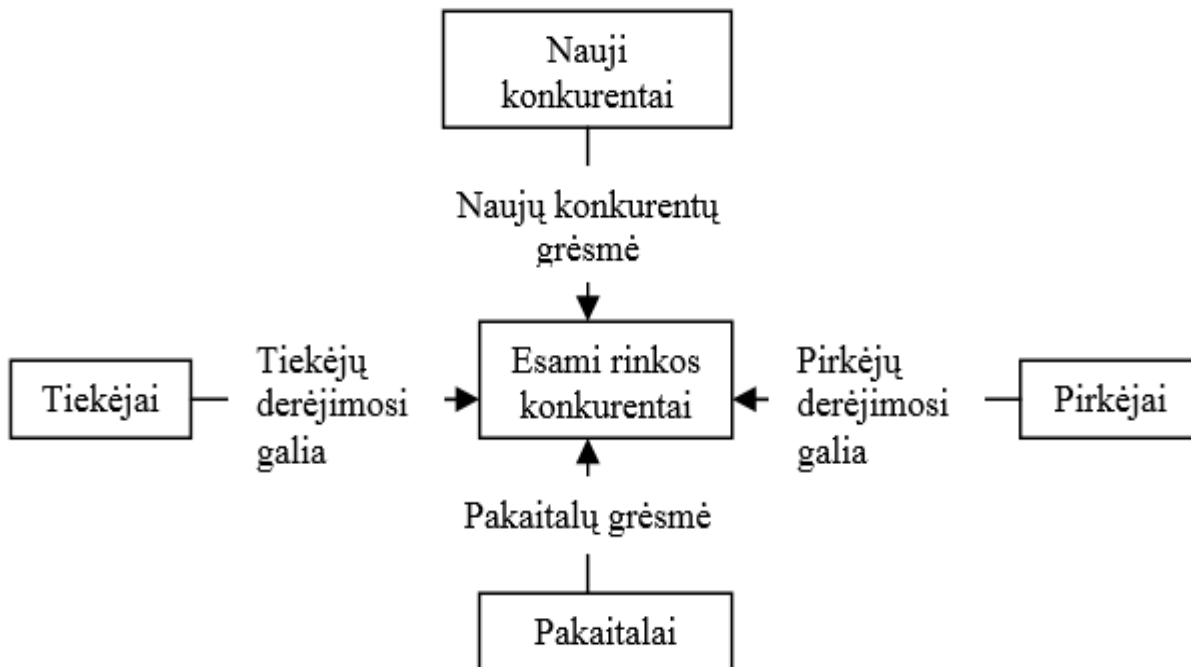 Nauji
konkurentai
Naujų konkurentų
grėsmė
Tiekėjai
Tiekėjų
derėjimosi
galia
Esami rinkos
konkurentai
Pirkėjų
derėjimosi
galia
Pirkėjai
Pakaitalų grėsmė
Pakaitalai